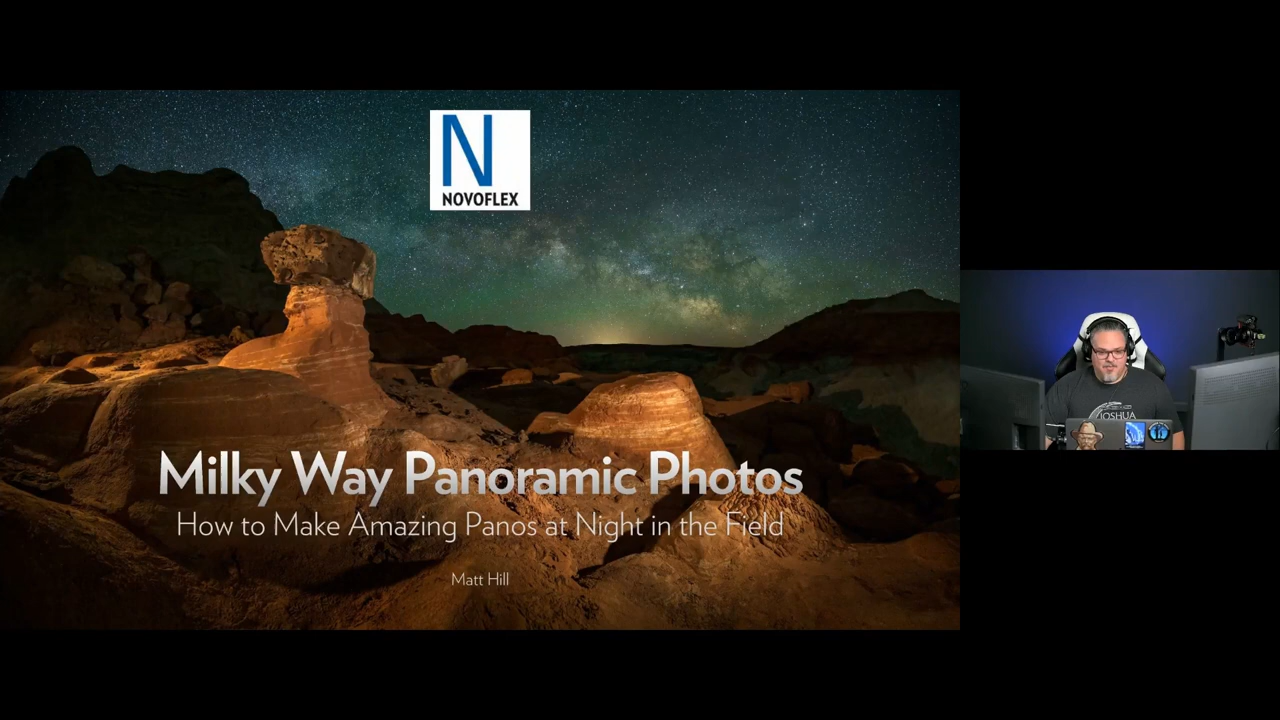 N
NOVOFLEX
Milky Way Panoramic Photos
How to Make Amazing Panos at Night in the Field
Matt Hill
JOSHUA